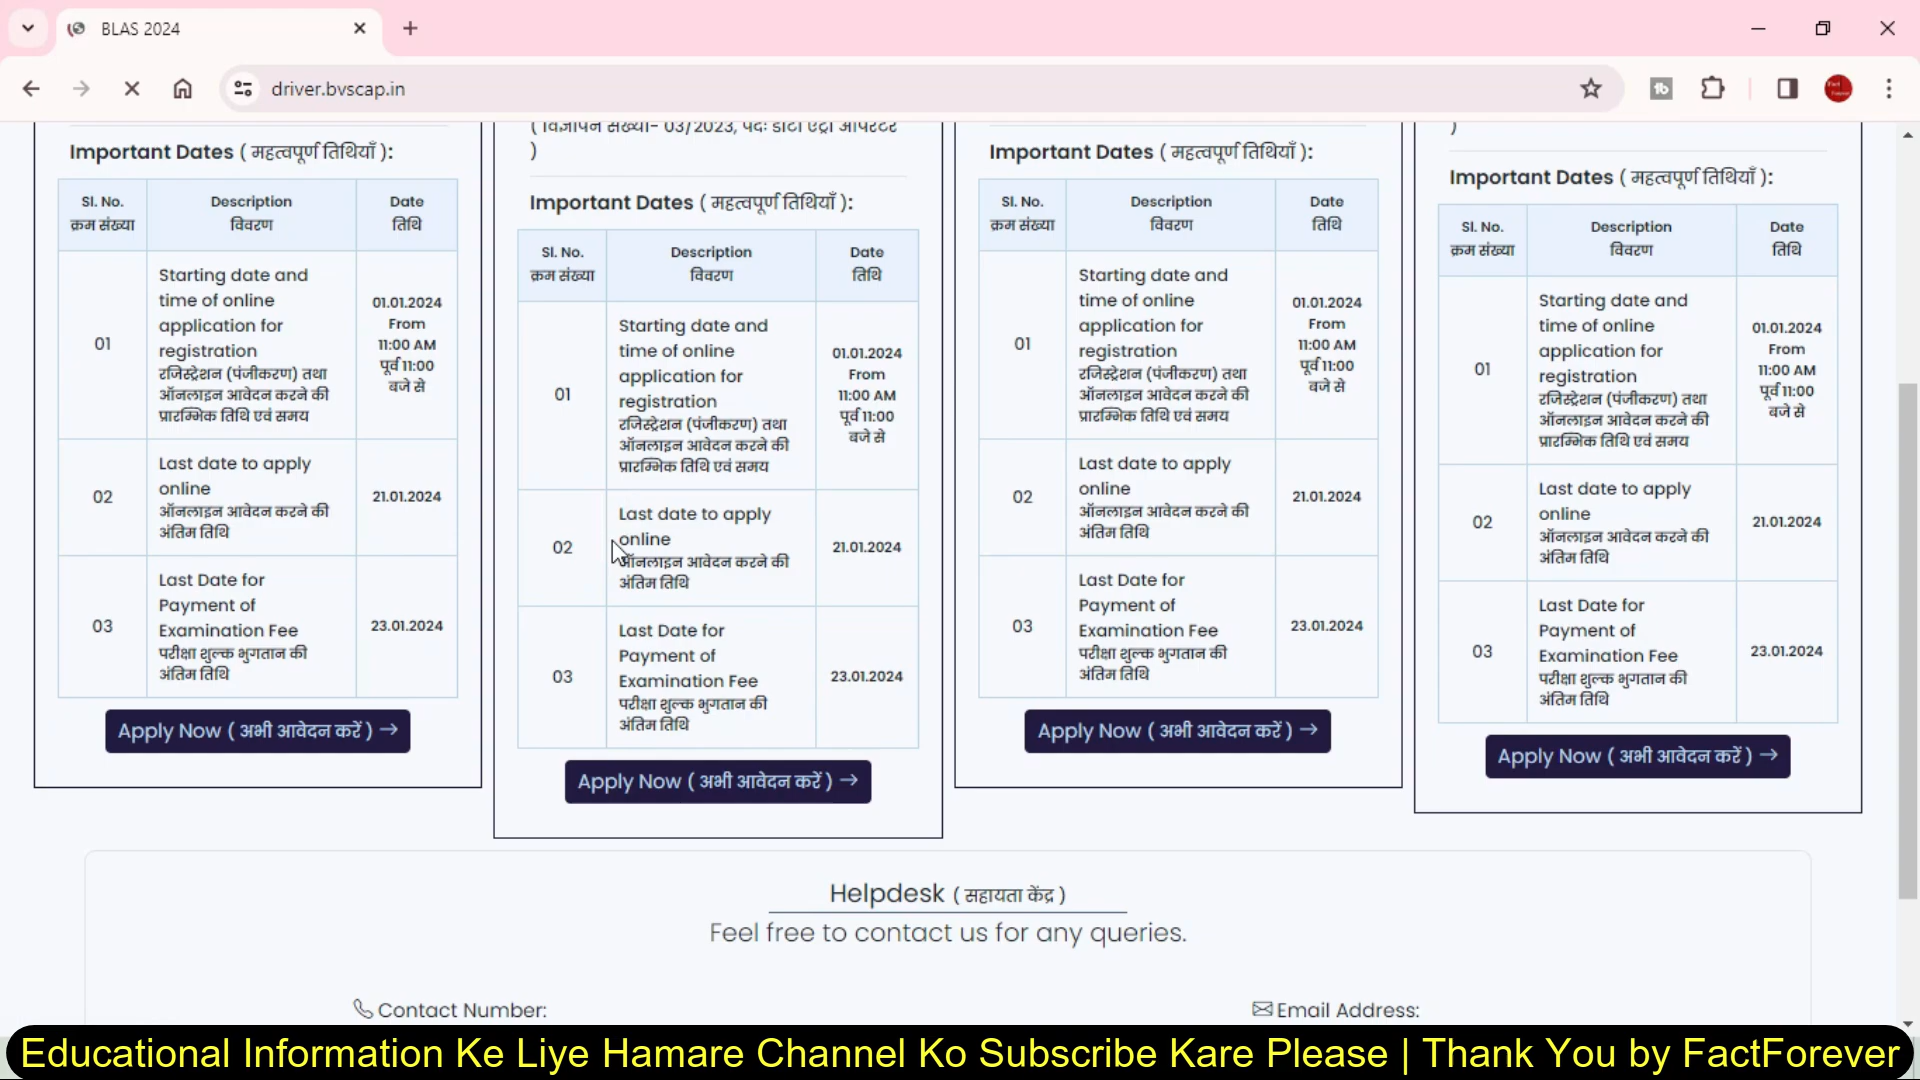 BLAS 2024
driver.bvscap.in
Important Dates ( महत्वपूर्ण तिथियाँ ):
Sl. No.
क्रम संख्या
Description
विवरण
Date
तिथि
01
Starting date and
time of online
application for
registration
रजिस्ट्रेशन (पंजीकरण) तथा
ऑनलाइन आवेदन करने की
प्रारम्भिक तिथि एवं समय
01.01.2024
From
11:00 AM
पूर्व 11:00
बजे से
02
Last date to apply
online
ऑनलाइन आवेदन करने की
अंतिम तिथि
21.01.2024
03
Last Date for
Payment of
Examination Fee
परीक्षा शुल्क भुगतान की
अंतिम तिथि
23.01.2024
Apply Now ( अभी आवेदन करें ) →
( विज्ञापन संख्या- 03/2023, पदः डाटा एंट्री ऑपरेटर
)
Important Dates ( महत्वपूर्ण तिथियाँ ):
Sl. No.
क्रम संख्या
Description
विवरण
Date
तिथि
01
Starting date and
time of online
application for
registration
रजिस्ट्रेशन (पंजीकरण) तथा
ऑनलाइन आवेदन करने की
प्रारम्भिक तिथि एवं समय
01.01.2024
From
11:00 AM
पूर्व 11:00
बजे से
02
Last date to apply
online
ऑनलाइन आवेदन करने की
अंतिम तिथि
21.01.2024
03
Last Date for
Payment of
Examination Fee
परीक्षा शुल्क भुगतान की
अंतिम तिथि
23.01.2024
Apply Now ( अभी आवेदन करें ) →
Important Dates ( महत्वपूर्ण तिथियाँ ):
Sl. No.
क्रम संख्या
Description
विवरण
Date
तिथि
01
Starting date and
time of online
application for
registration
रजिस्ट्रेशन (पंजीकरण) तथा
ऑनलाइन आवेदन करने की
प्रारम्भिक तिथि एवं समय
01.01.2024
From
11:00 AM
पूर्व 11:00
बजे से
02
Last date to apply
online
ऑनलाइन आवेदन करने की
अंतिम तिथि
21.01.2024
03
Last Date for
Payment of
Examination Fee
परीक्षा शुल्क भुगतान की
अंतिम तिथि
23.01.2024
Apply Now ( अभी आवेदन करें ) →
)
Important Dates ( महत्वपूर्ण तिथियाँ ):
Sl. No.
क्रम संख्या
Description
विवरण
Date
तिथि
01
Starting date and
time of online
application for
registration
रजिस्ट्रेशन (पंजीकरण) तथा
ऑनलाइन आवेदन करने की
प्रारम्भिक तिथि एवं समय
01.01.2024
From
11:00 AM
पूर्व 11:00
बजे से
02
Last date to apply
online
ऑनलाइन आवेदन करने की
अंतिम तिथि
21.01.2024
03
Last Date for
Payment of
Examination Fee
परीक्षा शुल्क भुगतान की
अंतिम तिथि
23.01.2024
Apply Now ( अभी आवेदन करें ) →
Helpdesk ( सहायता केंद्र )
Feel free to contact us for any queries.
Contact Number:
Email Address:
Educational Information Ke Liye Hamare Channel Ko Subscribe Kare Please | Thank You by FactForever